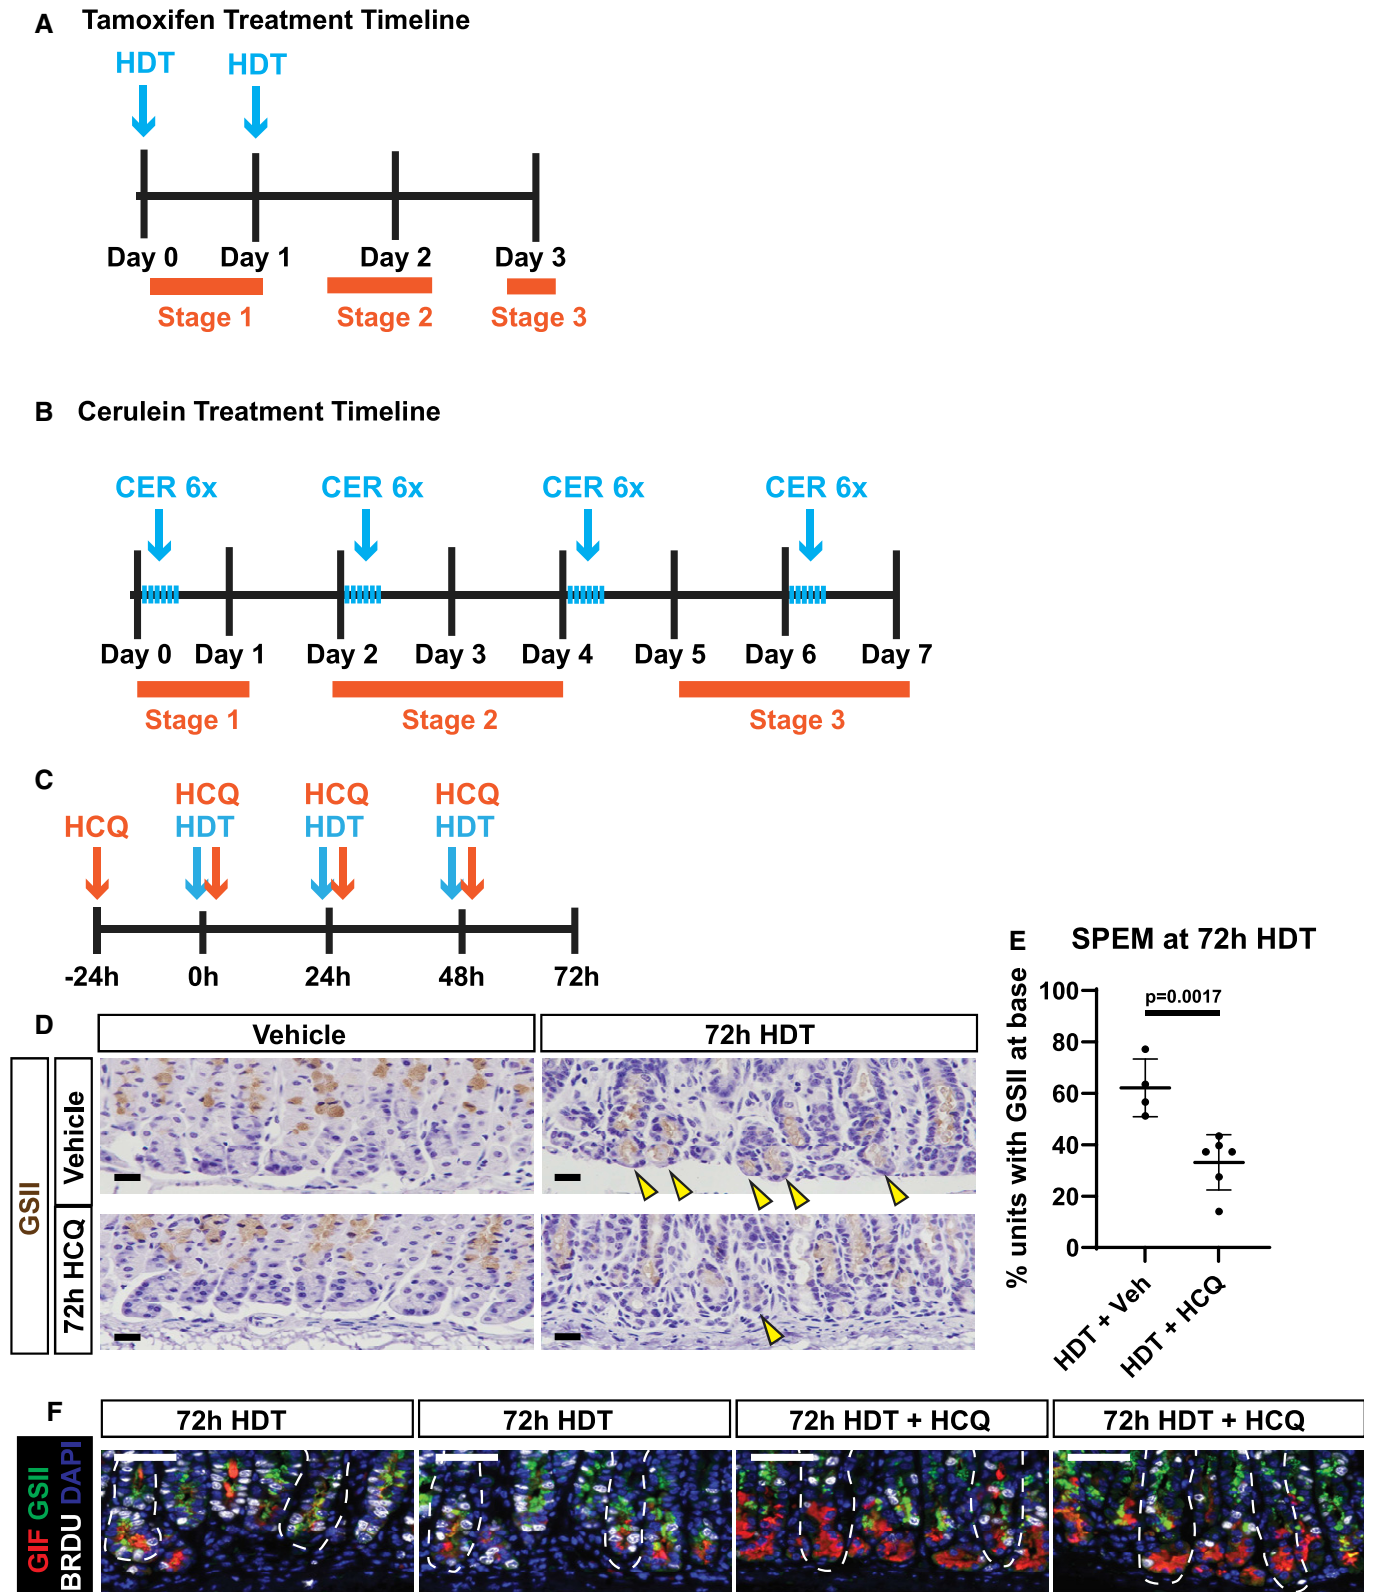 A Tamoxifen Treatment Timeline
HDT HDT
Day 0 Day 1 Day 2 Day 3
Stage 1 Stage 2 Stage 3
B Cerulein Treatment Timeline
CER 6x CER 6x CER 6x CER 6x
Day 0 Day 1 Day 2 Day 3 Day 4 Day 5 Day 6 Day 7
Stage 1 Stage 2 Stage 3
C
HCQ HCQ HCQ
HCQ HDT HDT HDT
-24h 0h 24h 48h 72h
D
Vehicle 72h HDT
GSII
Vehicle
72h HCQ
E SPEM at 72h HDT
% units with GSII at base
p=0.0017
100
80
60
40
20
0
HDT + Veh
HDT + HCQ
F
72h HDT 72h HDT 72h HDT + HCQ 72h HDT + HCQ
GIF GSII
BRDU DAPI